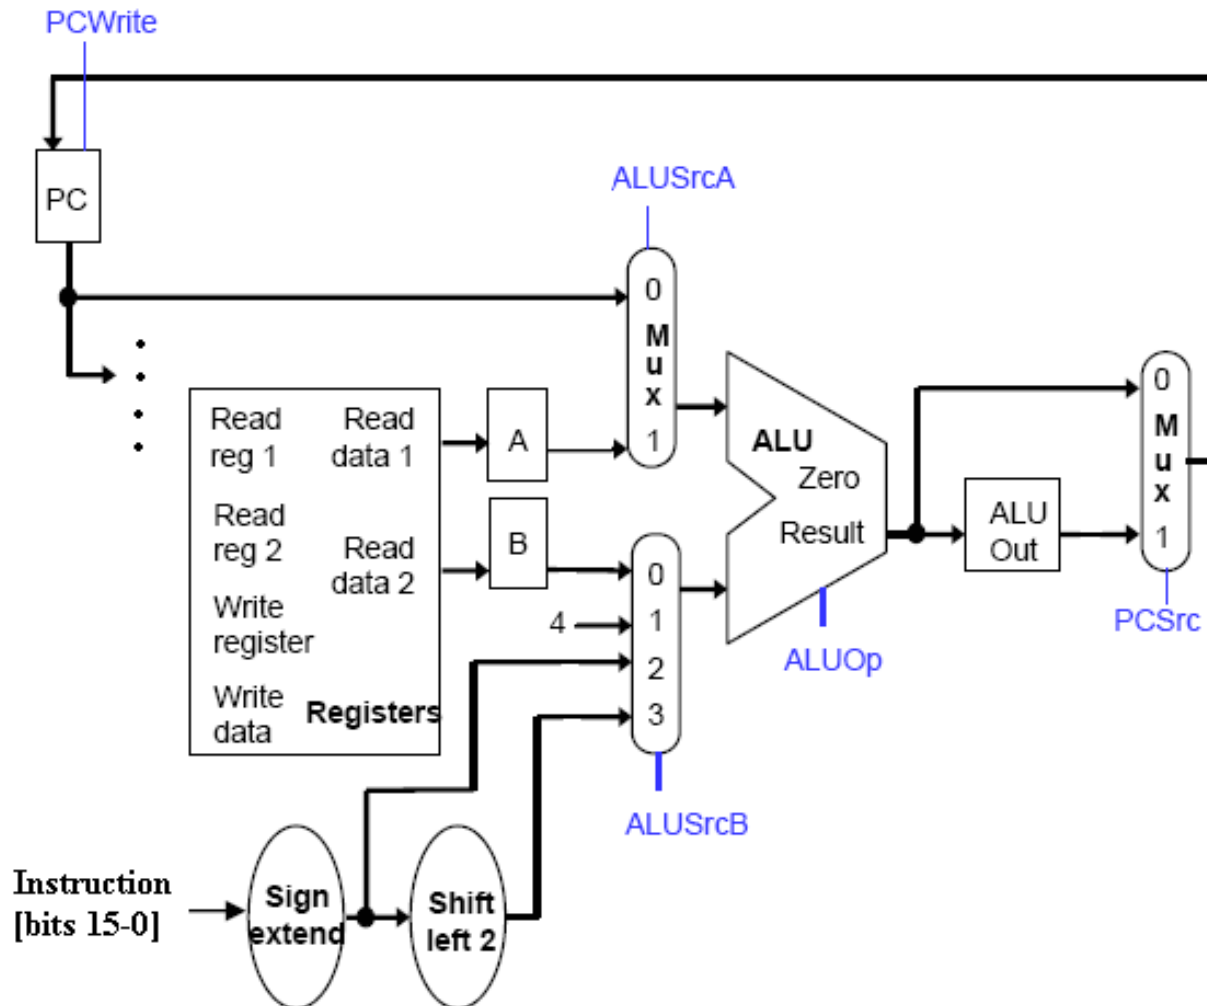 PCWrite
PC
ALUSrcA
0
M
u
x
1
Read
reg 1
Read
data 1
A
Read
reg 2
Read
data 2
B
Write
register
Write
data
Registers
4
0
1
2
3
ALUSrcB
ALU
Zero
Result
ALUOp
ALU
Out
0
M
u
x
1
PCSrc
Instruction
[bits 15-0]
Sign
extend
Shift
left 2